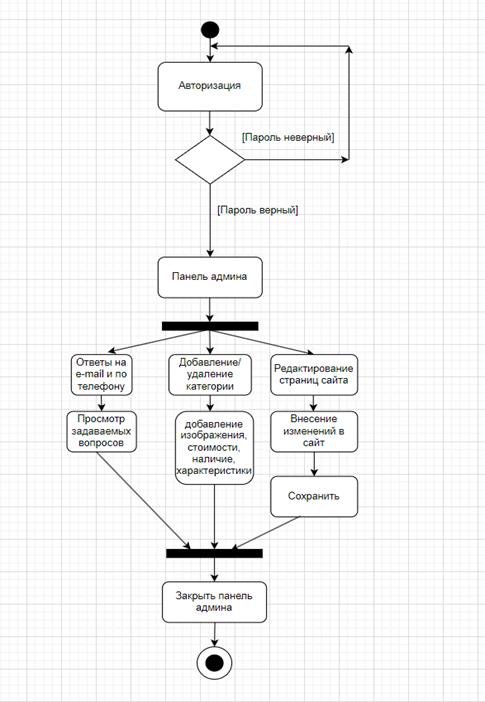 Авторизация
[Пароль неверный]
[Пароль верный]
Панель админа
Ответы на
e-mail и по
телефону
Добавление/
удаление
категории
Редактирование
страниц сайта
Просмотр
задаваемых
вопросов
добавление
изображения,
стоимости,
наличие,
характеристики
Внесение
изменений в
сайт
Сохранить
Закрыть панель
админа